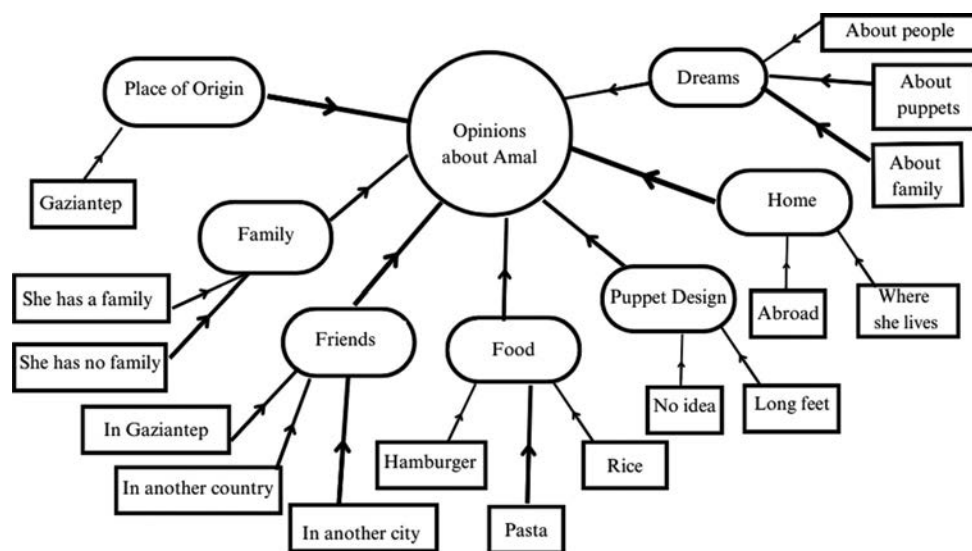 Opinions
about Amal
Place of Origin
Gaziantep
Family
She has a family
She has no family
Friends
In Gaziantep
In another country
In another city
Food
Hamburger
Pasta
Rice
Puppet Design
No idea
Long feet
Home
Abroad
Where
she lives
Dreams
About people
About
puppets
About
family